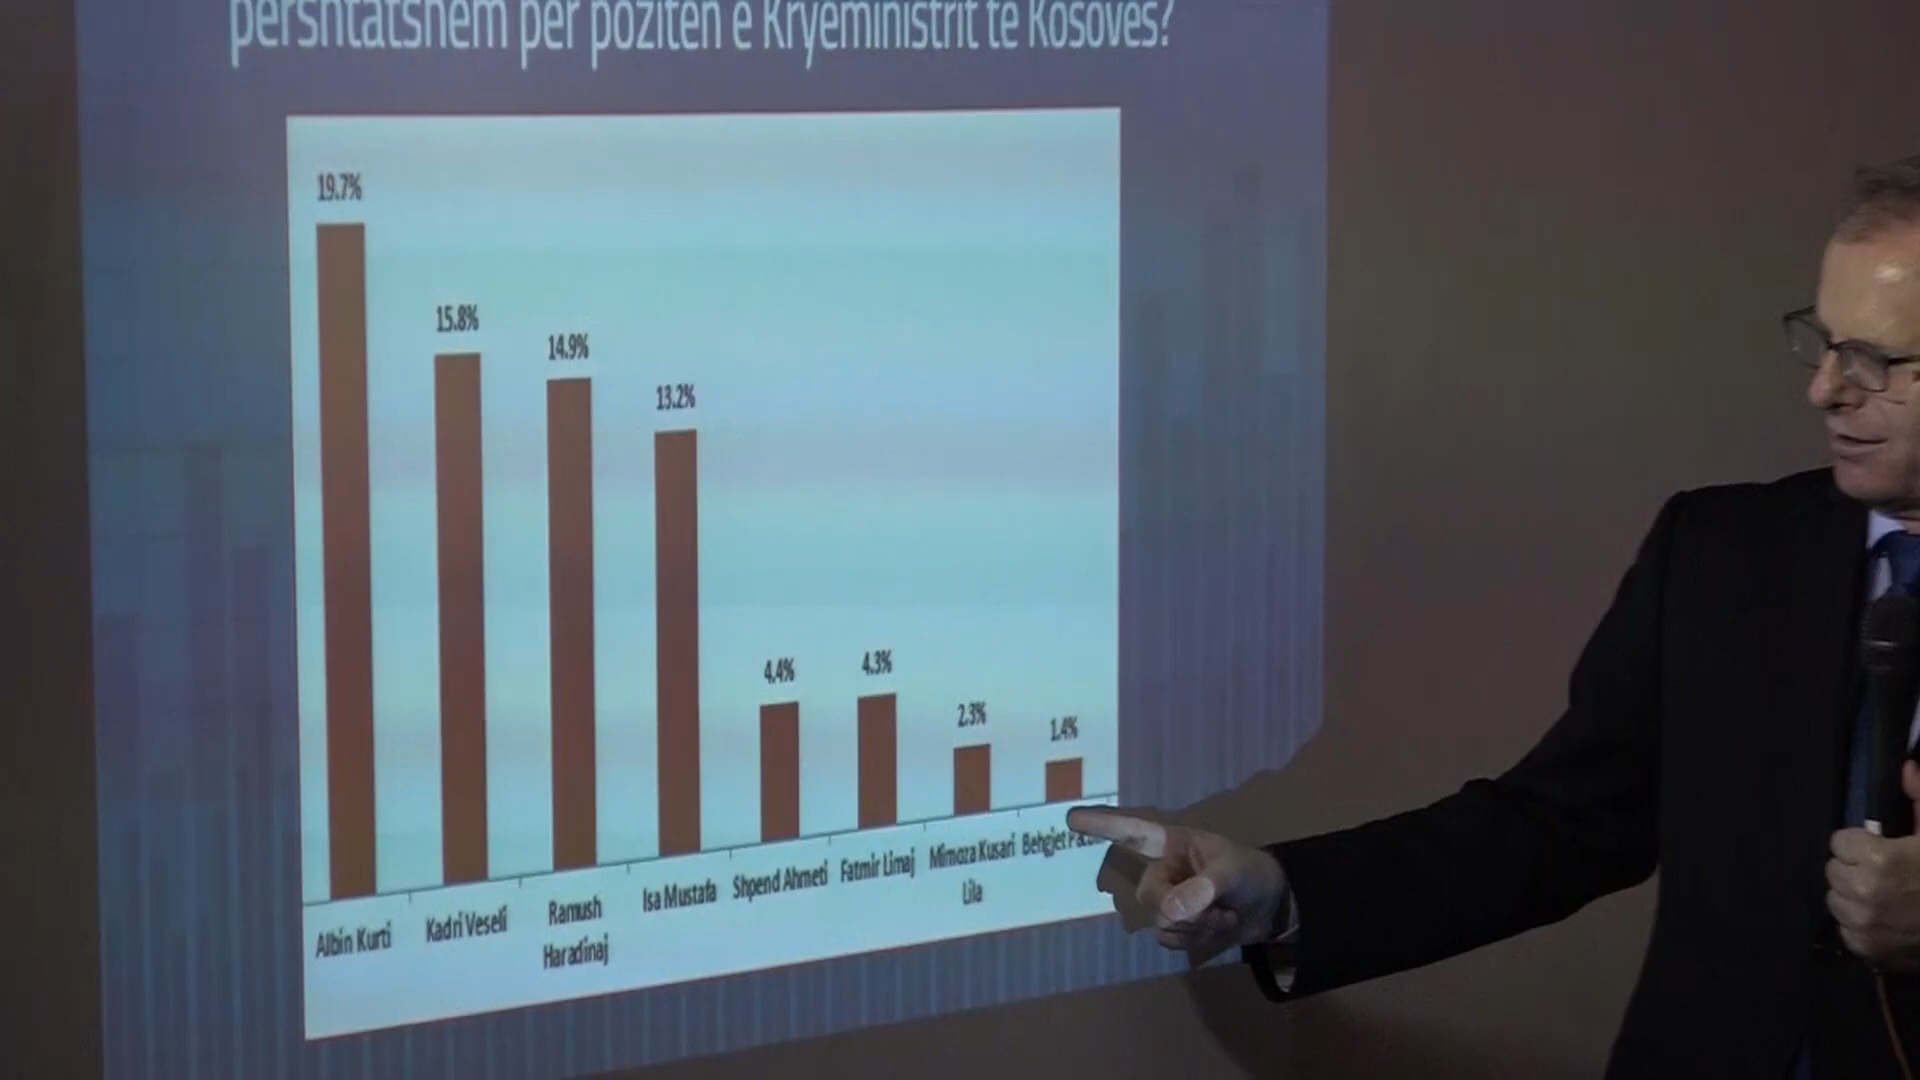 përshtatshëm për pozitën e Kryeministrit të Kosovës?
19.7%
15.8%
14.9%
13.2%
4.4%
4.3%
2.3%
1.4%
Albin Kurti
Kadri Veseli
Ramush
Haradinaj
Isa Mustafa
Shpend Ahmeti
Fatmir Limaj
Mimoza Kusari
Lila
Behgjet